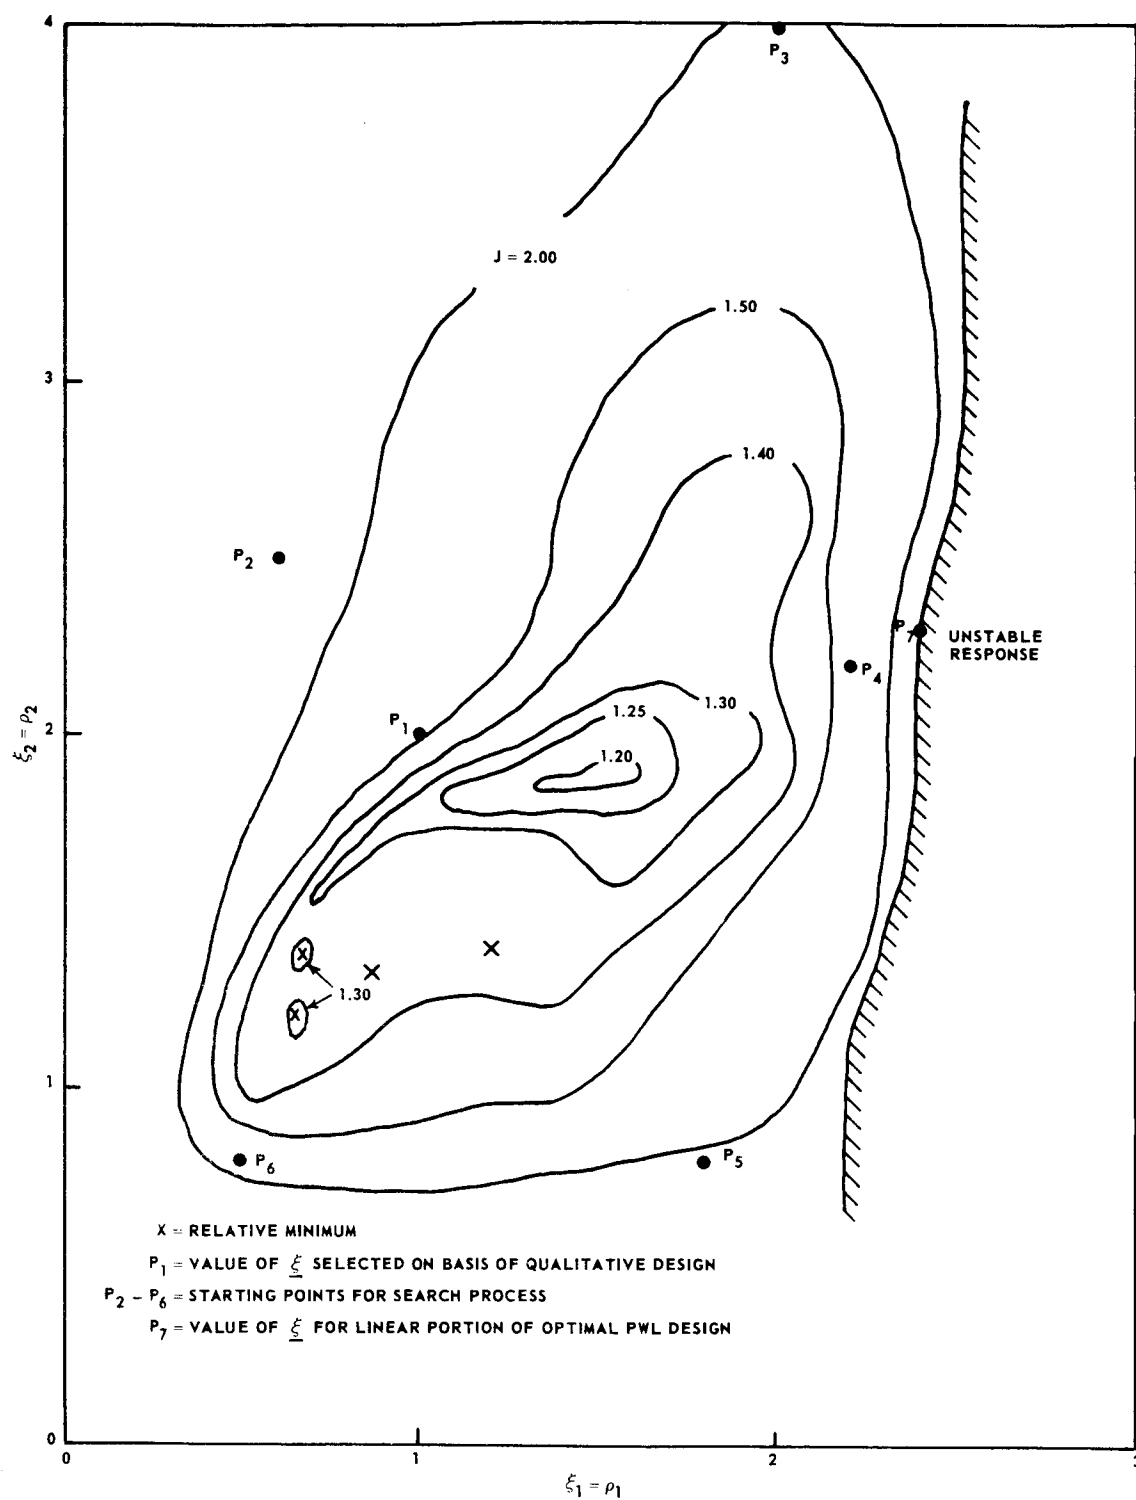 4
P3
J = 2.00
1.50
3
1.40
P2
P7
UNSTABLE
RESPONSE
P4
P1
1.30
1.25
2
ξ2 = ρ2
1.20
1.30
1
P6
P5
X = RELATIVE MINIMUM
P1 = VALUE OF ξ SELECTED ON BASIS OF QUALITATIVE DESIGN
P2 – P6 = STARTING POINTS FOR SEARCH PROCESS
P7 = VALUE OF ξ FOR LINEAR PORTION OF OPTIMAL PWL DESIGN
0
0
1
2
ξ1 = ρ1